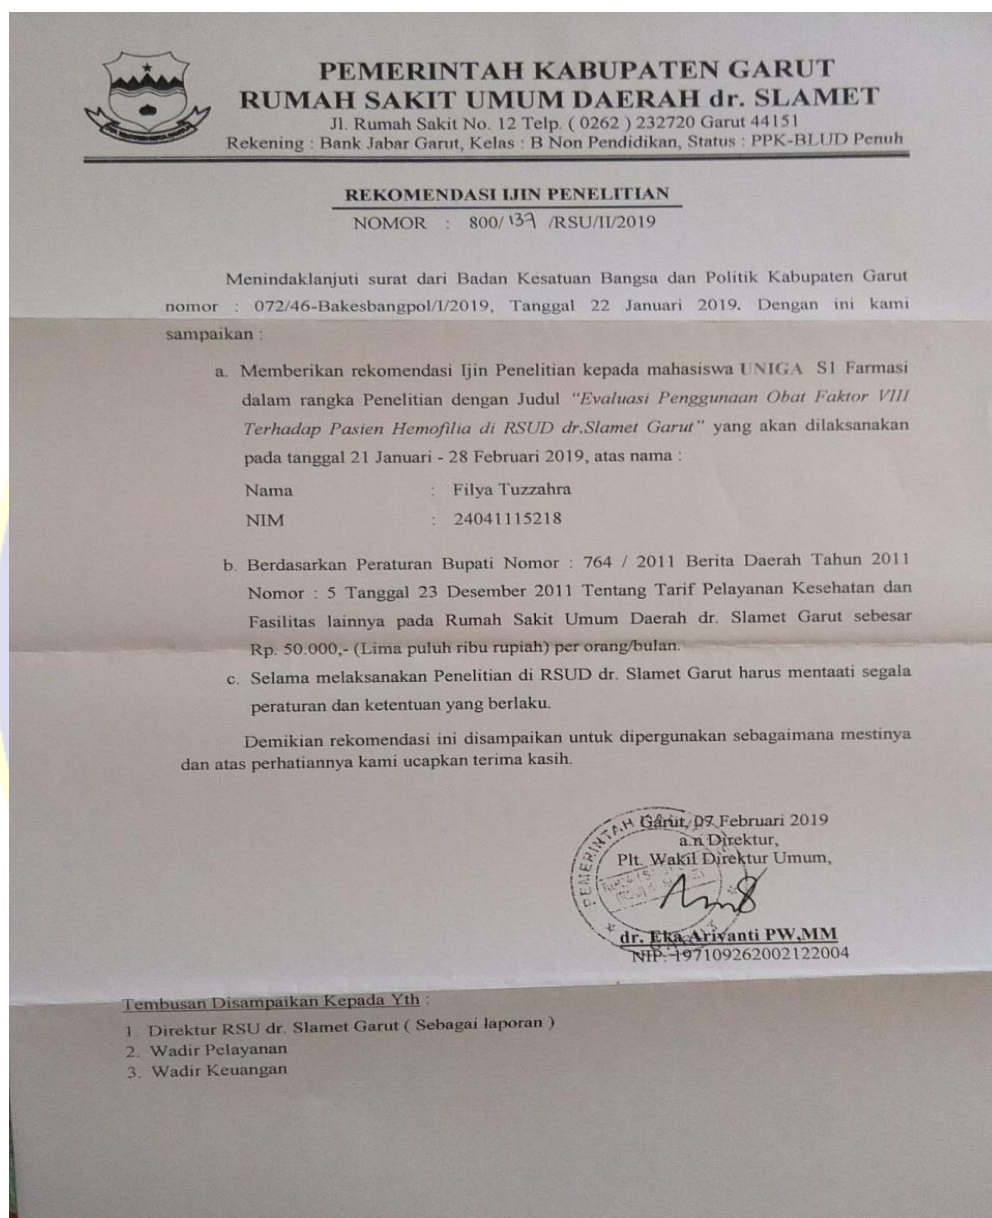 PEMERINTAH KABUPATEN GARUT
RUMAH SAKIT UMUM DAERAH dr. SLAMET
Jl. Rumah Sakit No. 12 Telp. ( 0262 ) 232720 Garut 44151
Rekening : Bank Jabar Garut, Kelas : B Non Pendidikan, Status : PPK-BLUD Penuh
REKOMENDASI IJIN PENELITIAN
NOMOR : 800/ 137 /RSU/II/2019
Menindaklanjuti surat dari Badan Kesatuan Bangsa dan Politik Kabupaten Garut
nomor : 072/46-Bakesbangpol/I/2019, Tanggal 22 Januari 2019. Dengan ini kami
sampaikan :
a. Memberikan rekomendasi Ijin Penelitian kepada mahasiswa UNIGA S1 Farmasi
dalam rangka Penelitian dengan Judul "Evaluasi Penggunaan Obat Faktor VIII
Terhadap Pasien Hemofilia di RSUD dr.Slamet Garut" yang akan dilaksanakan
pada tanggal 21 Januari - 28 Februari 2019, atas nama :
Nama : Filya Tuzzahra
NIM : 24041115218
b. Berdasarkan Peraturan Bupati Nomor : 764 / 2011 Berita Daerah Tahun 2011
Nomor : 5 Tanggal 23 Desember 2011 Tentang Tarif Pelayanan Kesehatan dan
Fasilitas lainnya pada Rumah Sakit Umum Daerah dr. Slamet Garut sebesar
Rp. 50.000,- (Lima puluh ribu rupiah) per orang/bulan.
c. Selama melaksanakan Penelitian di RSUD dr. Slamet Garut harus mentaati segala
peraturan dan ketentuan yang berlaku.
Demikian rekomendasi ini disampaikan untuk dipergunakan sebagaimana mestinya
dan atas perhatiannya kami ucapkan terima kasih.
Garut, 07 Februari 2019
a.n Direktur,
Plt. Wakil Direktur Umum,
PEMERINTAH
dr. Eka Ariyanti PW,MM
NIP. 197109262002122004
Tembusan Disampaikan Kepada Yth :
1. Direktur RSU dr. Slamet Garut ( Sebagai laporan )
2. Wadir Pelayanan
3. Wadir Keuangan